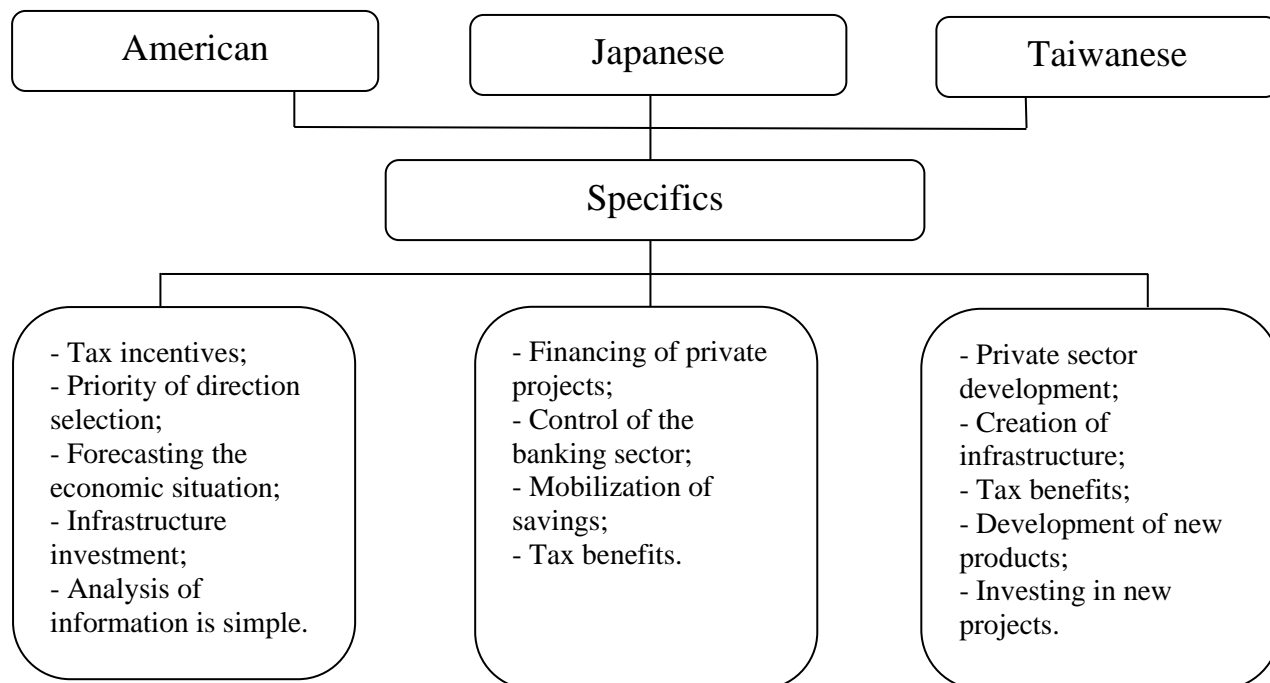 American
Japanese
Taiwanese
Specifics
- Tax incentives;
- Priority of direction
selection;
- Forecasting the
economic situation;
- Infrastructure
investment;
- Analysis of
information is simple.
- Financing of private
projects;
- Control of the
banking sector;
- Mobilization of
savings;
- Tax benefits.
- Private sector
development;
- Creation of
infrastructure;
- Tax benefits;
- Development of new
products;
- Investing in new
projects.